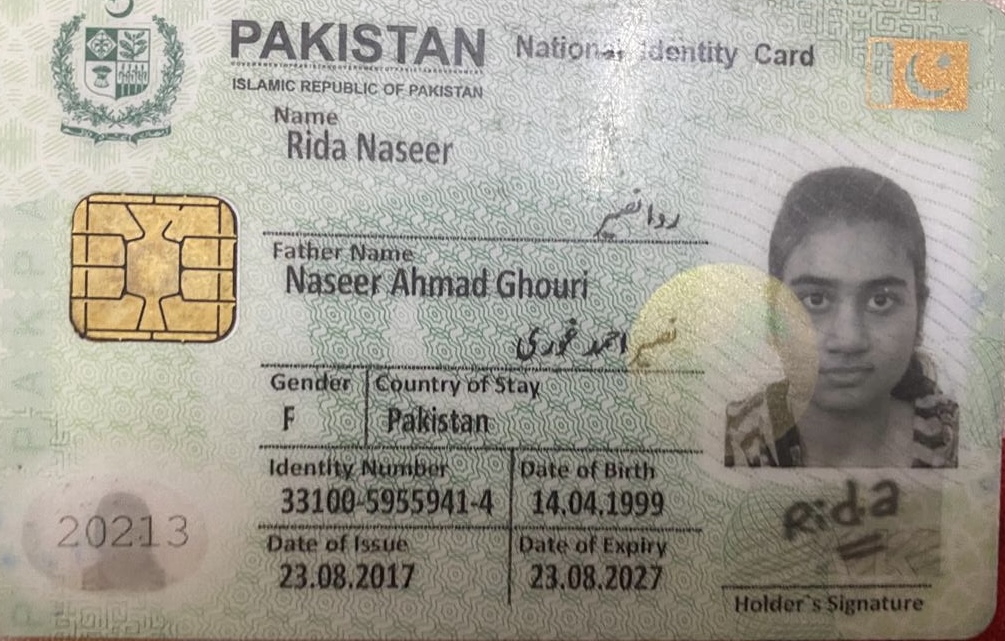 PAKISTAN National Identity Card
ISLAMIC REPUBLIC OF PAKISTAN
Name
Rida Naseer
ردا نصیر
Father Name
Naseer Ahmad Ghouri
نصیر احمد غوری
Gender Country of Stay
F Pakistan
Identity Number Date of Birth
33100-5955941-4 14.04.1999
Date of Issue Date of Expiry
23.08.2017 23.08.2027
20213
Rida
Holder`s Signature